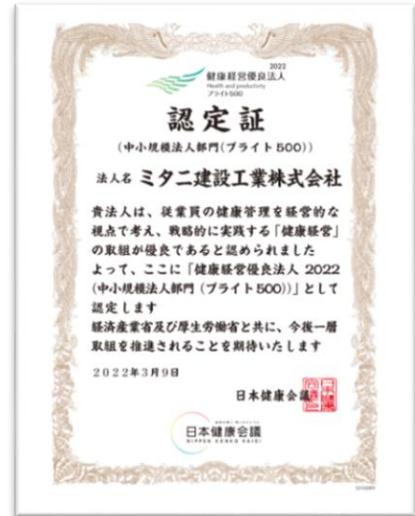 2022
健康経営優良法人
Health and productivity
ブライト500
認定証
(中小規模法人部門(ブライト500))
法人名 ミタニ建設工業株式会社
貴法人は、従業員の健康管理を経営的な
視点で考え、戦略的に実践する「健康経営」
の取組が優良であると認められました
よって、ここに「健康経営優良法人 2022
(中小規模法人部門(ブライト500))」として
認定します
経済産業省及び厚生労働省と共に、今後一層
取組を推進されることを期待いたします
2022年3月9日
日本健康会議
日本健康会議
NIPPON KENKO KAIGI